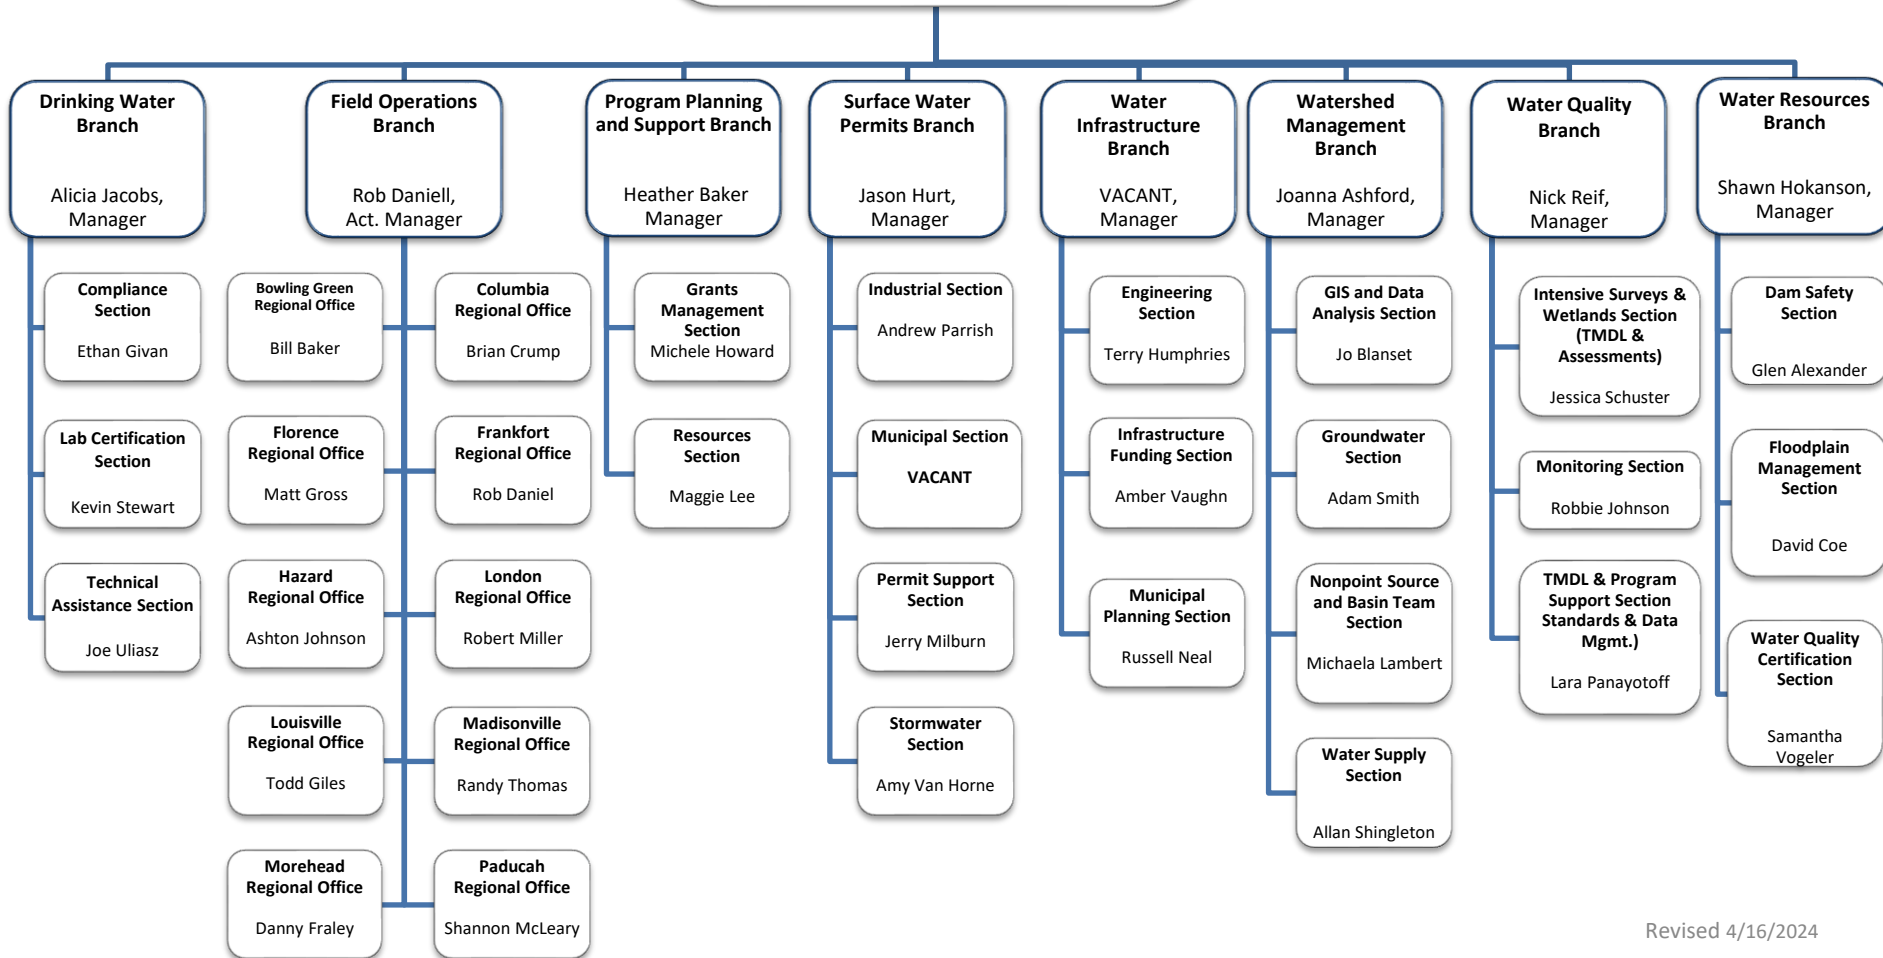 Drinking Water
Branch
Alicia Jacobs,
Manager
Field Operations
Branch
Rob Daniell,
Act. Manager
Program Planning
and Support Branch
Heather Baker
Manager
Surface Water
Permits Branch
Jason Hurt,
Manager
Water
Infrastructure
Branch
VACANT,
Manager
Watershed
Management
Branch
Joanna Ashford,
Manager
Water Quality
Branch
Nick Reif,
Manager
Water Resources
Branch
Shawn Hokanson,
Manager
Compliance
Section
Ethan Givan
Lab Certification
Section
Kevin Stewart
Technical
Assistance Section
Joe Uliasz
Bowling Green
Regional Office
Bill Baker
Columbia
Regional Office
Brian Crump
Florence
Regional Office
Matt Gross
Frankfort
Regional Office
Rob Daniel
Hazard
Regional Office
Ashton Johnson
London
Regional Office
Robert Miller
Louisville
Regional Office
Todd Giles
Madisonville
Regional Office
Randy Thomas
Morehead
Regional Office
Danny Fraley
Paducah
Regional Office
Shannon McLeary
Grants
Management
Section
Michele Howard
Resources
Section
Maggie Lee
Industrial Section
Andrew Parrish
Municipal Section
VACANT
Permit Support
Section
Jerry Milburn
Stormwater
Section
Amy Van Horne
Engineering
Section
Terry Humphries
Infrastructure
Funding Section
Amber Vaughn
Municipal
Planning Section
Russell Neal
GIS and Data
Analysis Section
Jo Blanset
Groundwater
Section
Adam Smith
Nonpoint Source
and Basin Team
Section
Michaela Lambert
Water Supply
Section
Allan Shingleton
Intensive Surveys &
Wetlands Section
(TMDL &
Assessments)
Jessica Schuster
Monitoring Section
Robbie Johnson
TMDL & Program
Support Section
Standards & Data
Mgmt.)
Lara Panayotoff
Dam Safety
Section
Glen Alexander
Floodplain
Management
Section
David Coe
Water Quality
Certification
Section
Samantha
Vogeler
Revised 4/16/2024